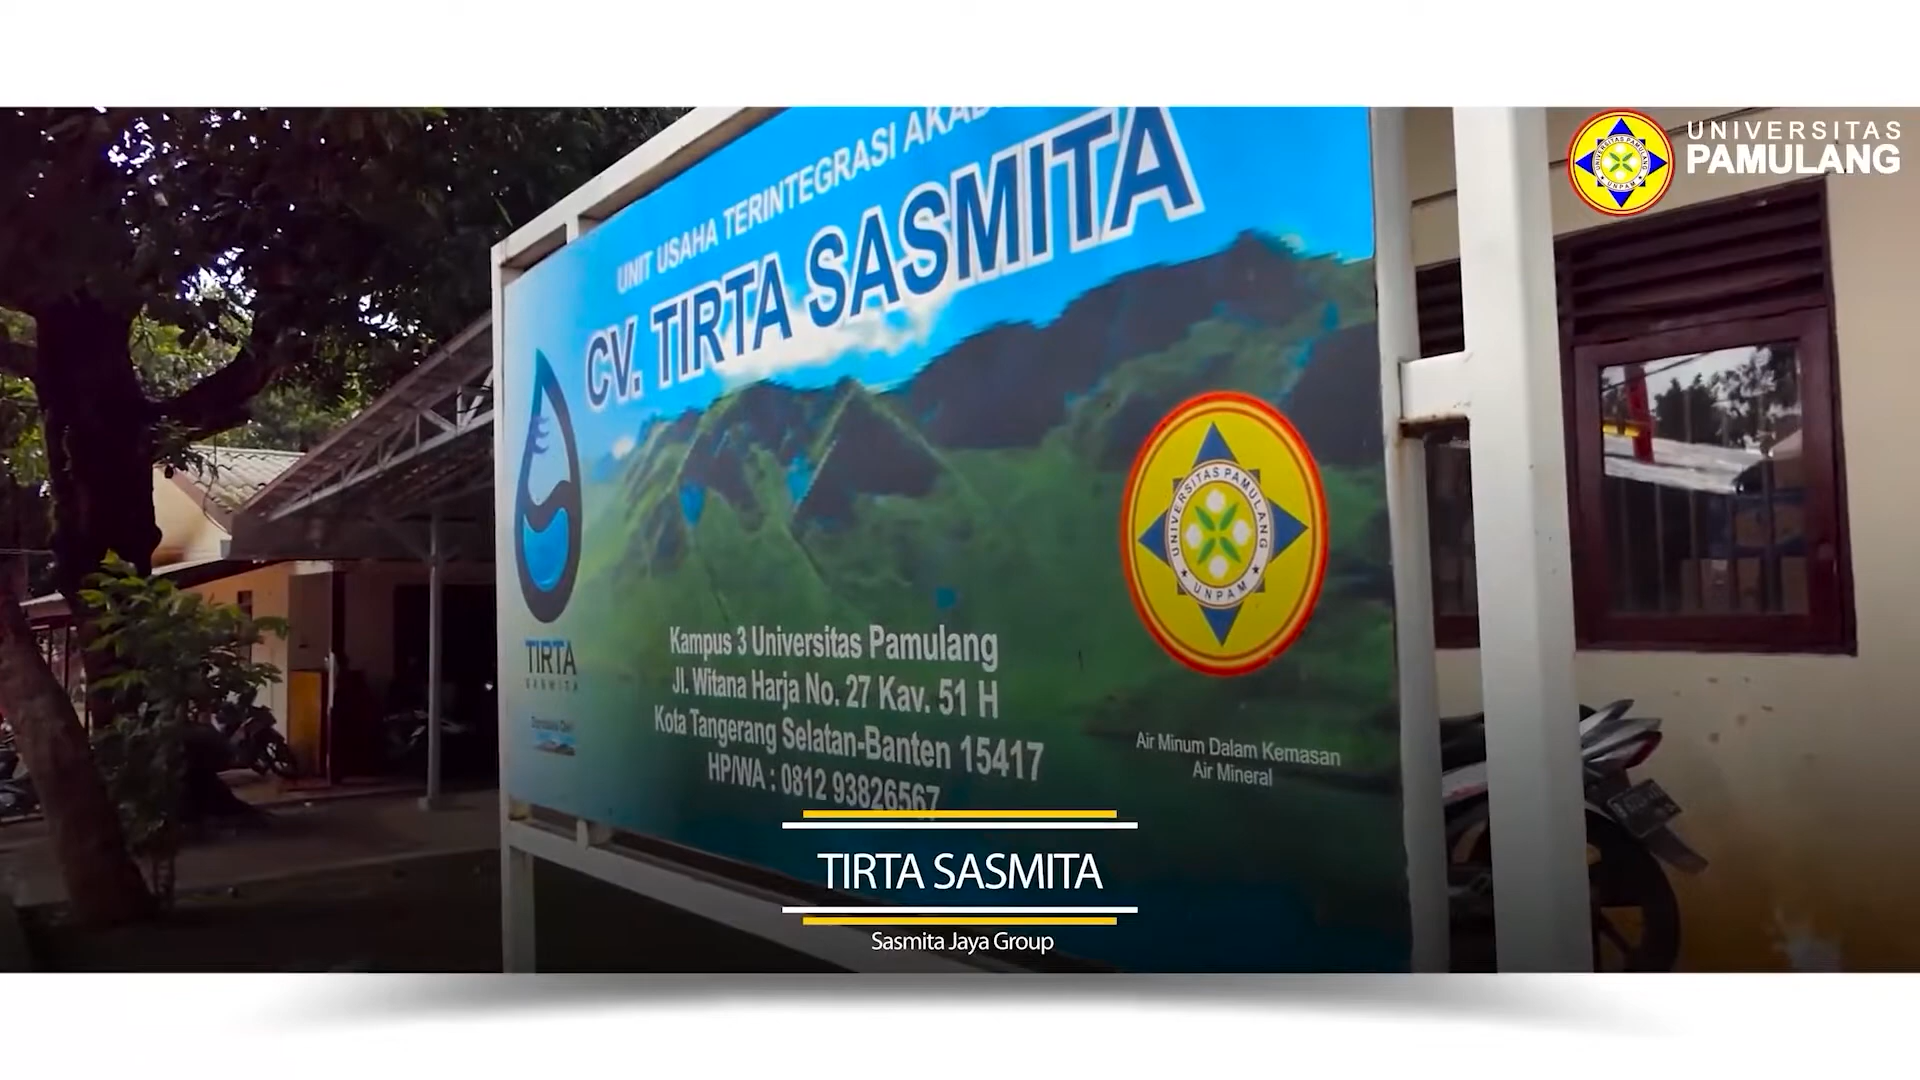 UNIVERSITAS
PAMULANG
UNIT USAHA TERINTEGRASI
CV. TIRTA SASMITA
UNIVERSITAS PAMULANG
UNPAM
TIRTA
SASMITA
Kampus 3 Universitas Pamulang
Jl. Witana Harja No. 27 Kav. 51 H
Kota Tangerang Selatan-Banten 15417
HP/WA : 0812 93826567
Air Minum Dalam Kemasan
Air Mineral
TIRTA SASMITA
Sasmita Jaya Group